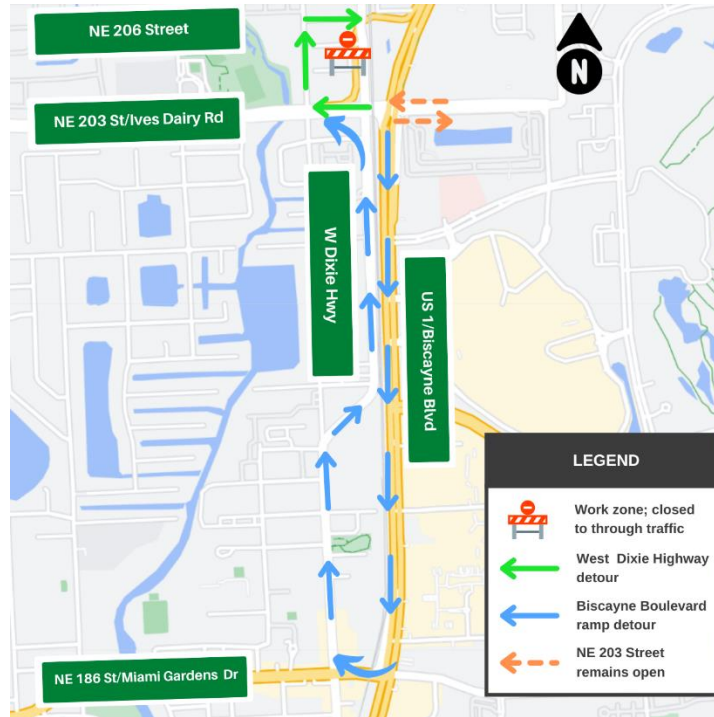 NE 206 Street
N
NE 203 St/Ives Dairy Rd
W Dixie Hwy
US 1/Biscayne Blvd
NE 186 St/Miami Gardens Dr
LEGEND
Work zone; closed
to through traffic
West Dixie Highway
detour
Biscayne Boulevard
ramp detour
NE 203 Street
remains open